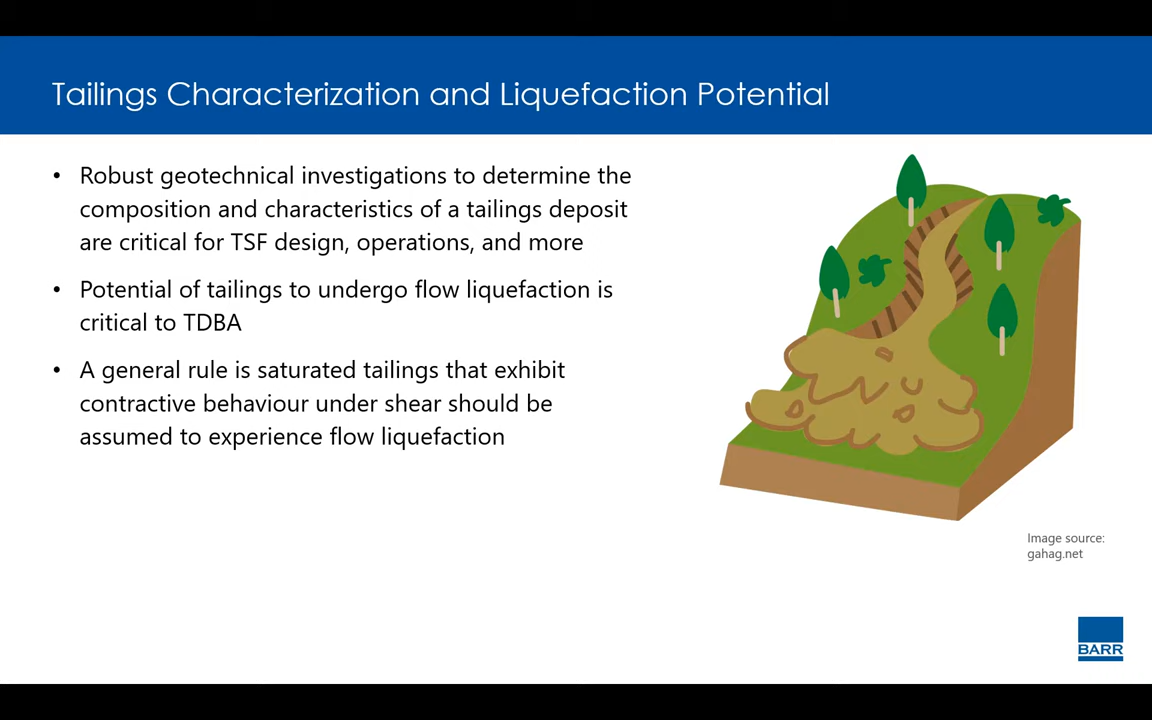 Tailings Characterization and Liquefaction Potential
• Robust geotechnical investigations to determine the
composition and characteristics of a tailings deposit
are critical for TSF design, operations, and more
• Potential of tailings to undergo flow liquefaction is
critical to TDBA
• A general rule is saturated tailings that exhibit
contractive behaviour under shear should be
assumed to experience flow liquefaction
Image source:
gahag.net
BARR